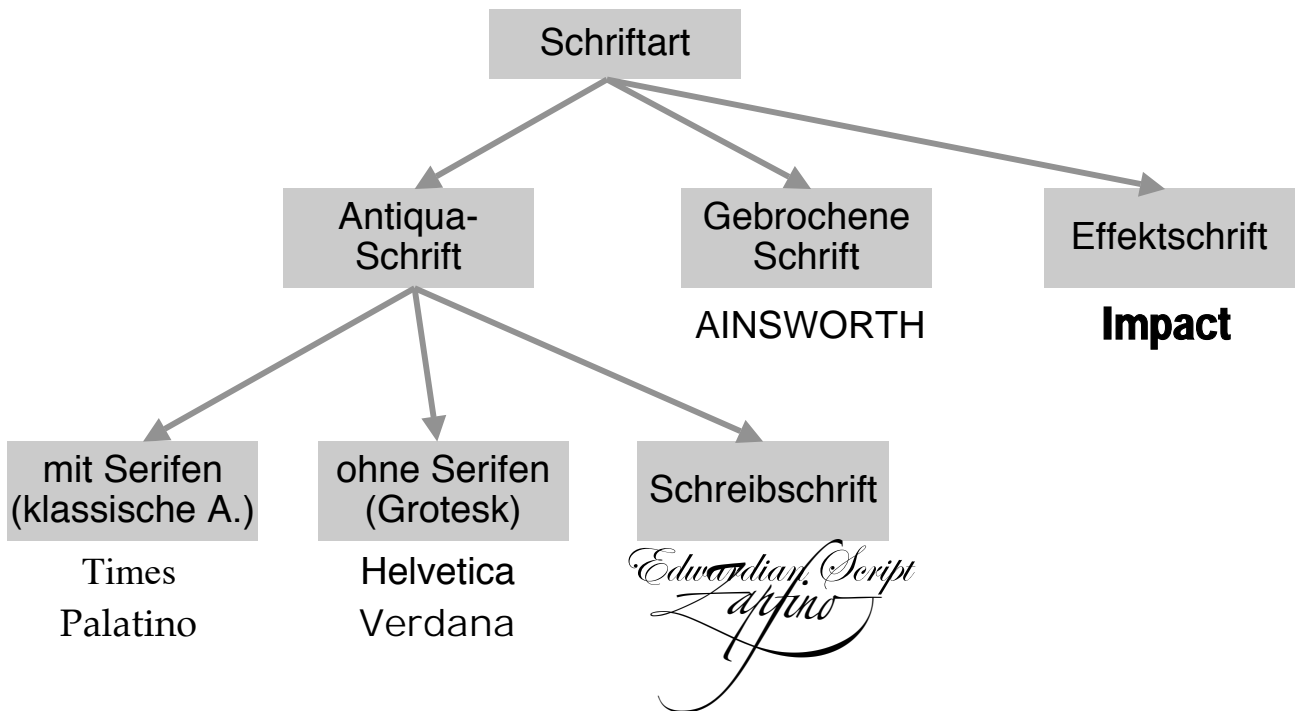 Schriftart
Antiqua-
Schrift
Gebrochene
Schrift
Effektschrift
AINSWORTH
Impact
mit Serifen
(klassische A.)
ohne Serifen
(Grotesk)
Schreibschrift
Times
Palatino
Helvetica
Verdana
Edwardian Script
Zapfino